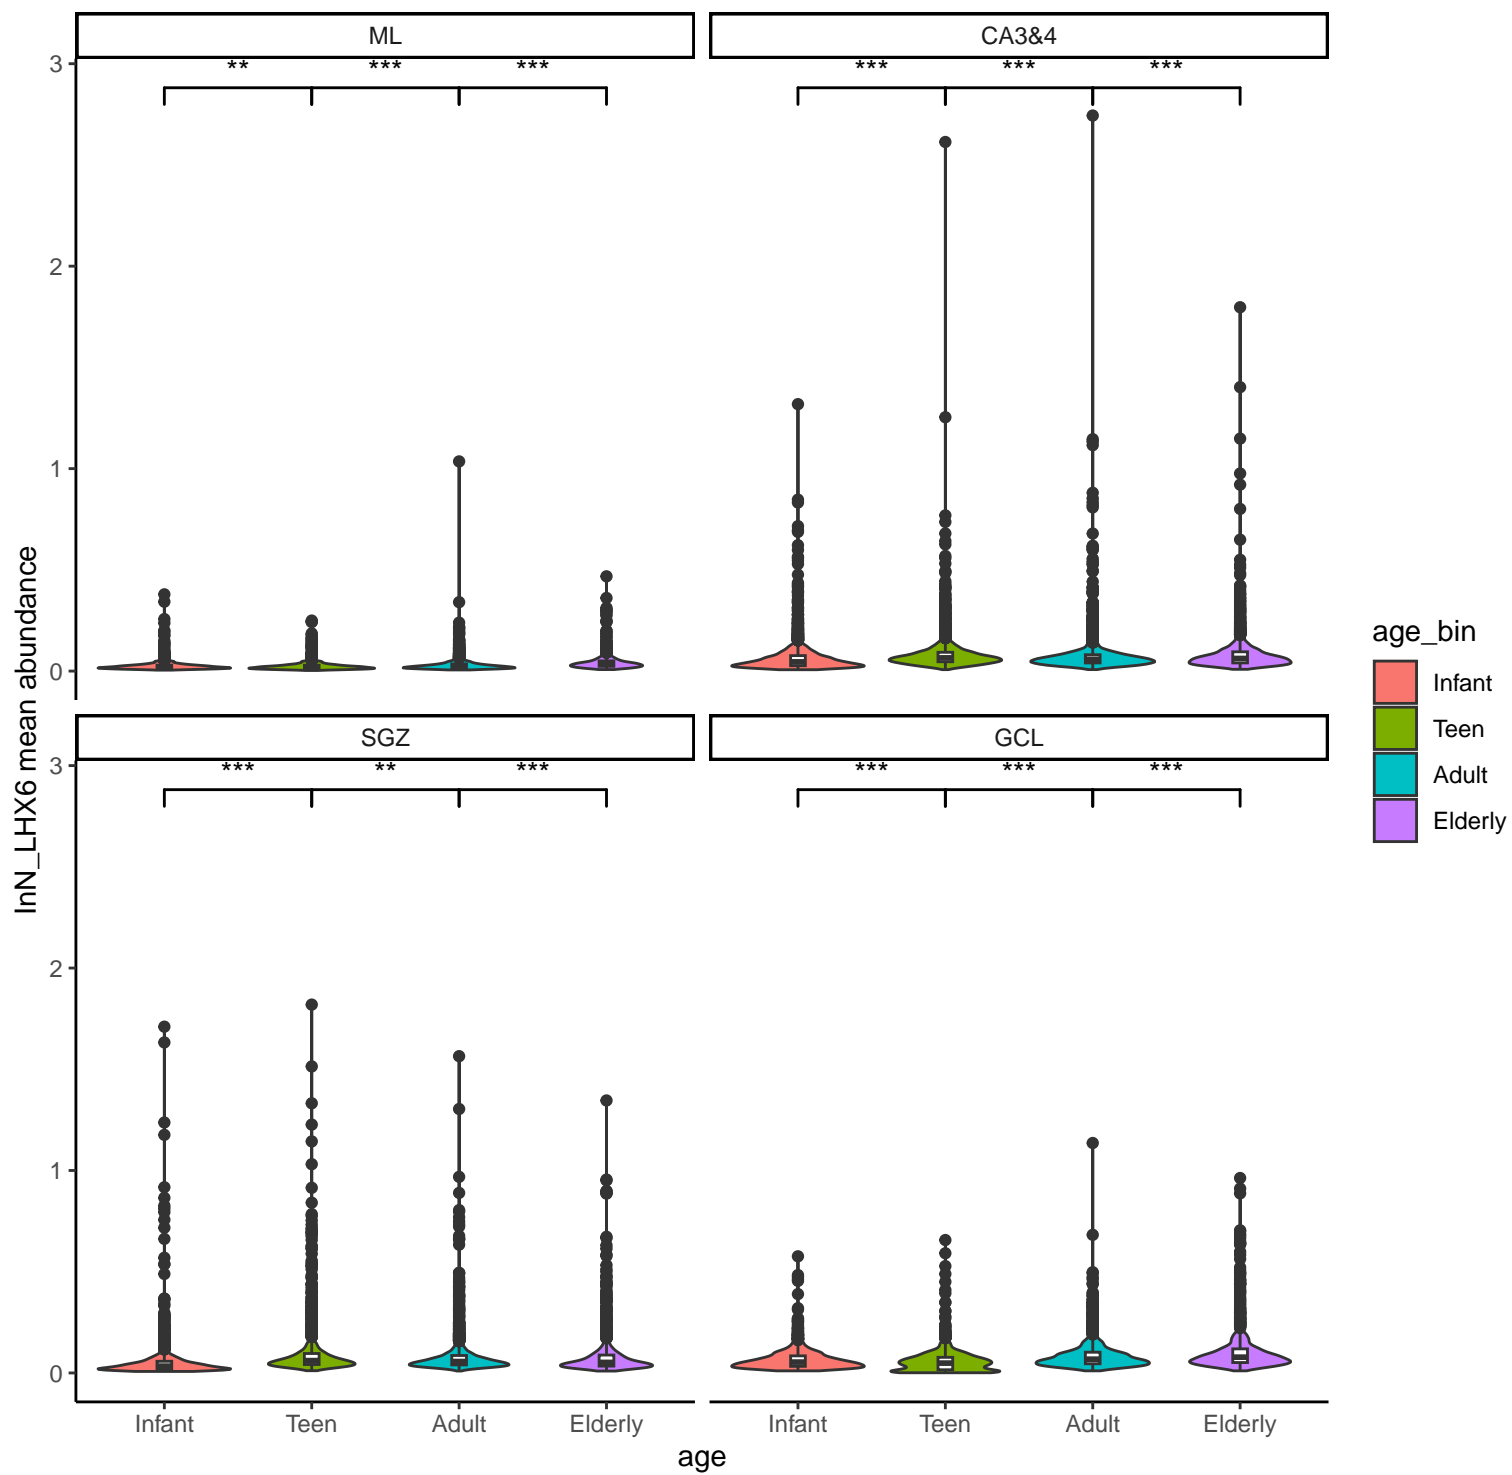 ML
CA3&4
** *** ***
*** *** ***
3
2
1
0
InN_LHX6 mean abundance
SGZ
GCL
*** ** ***
*** *** ***
3
2
1
0
Infant Teen Adult Elderly
Infant Teen Adult Elderly
age
age_bin
Infant
Teen
Adult
Elderly